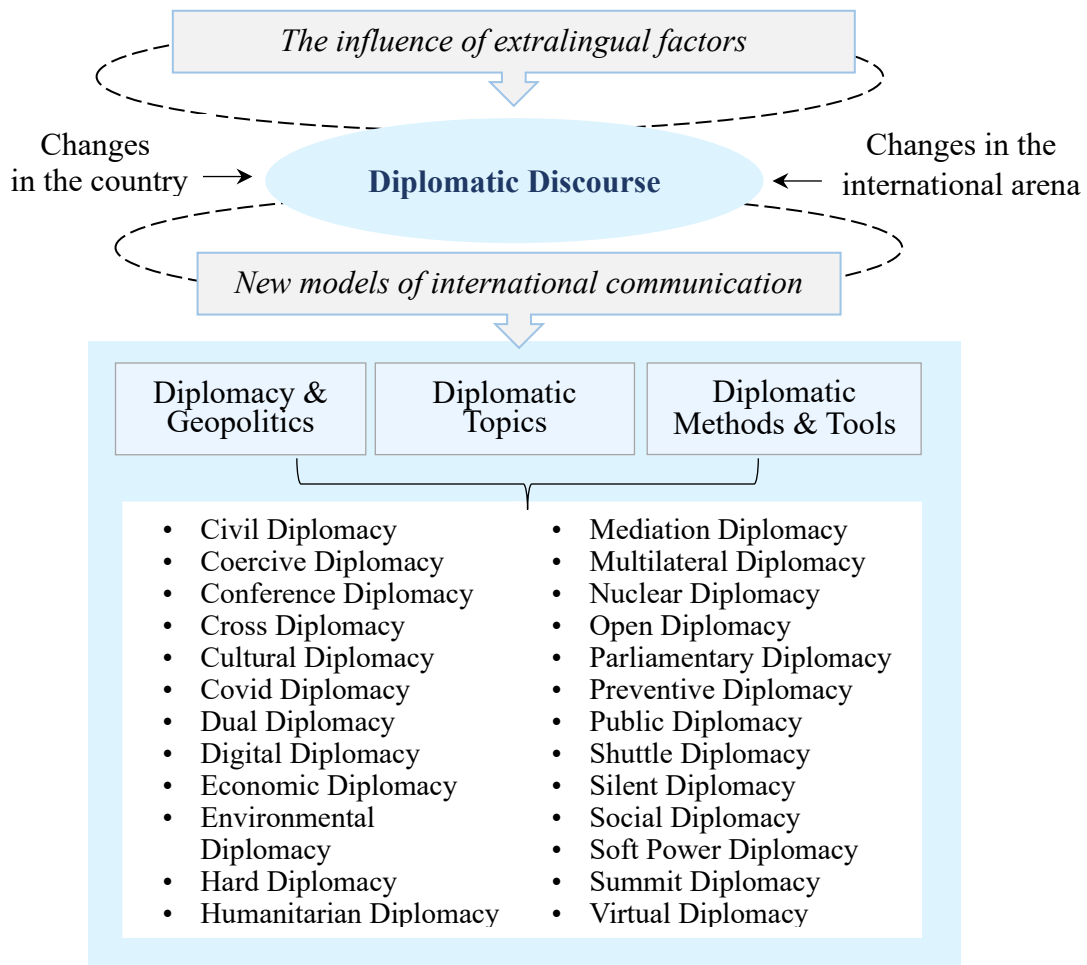 The influence of extralingual factors
Changes
in the country
Diplomatic Discourse
Changes in the
international arena
New models of international communication
Diplomacy &
Geopolitics
Diplomatic
Topics
Diplomatic
Methods & Tools
• Civil Diplomacy
• Coercive Diplomacy
• Conference Diplomacy
• Cross Diplomacy
• Cultural Diplomacy
• Covid Diplomacy
• Dual Diplomacy
• Digital Diplomacy
• Economic Diplomacy
• Environmental
Diplomacy
• Hard Diplomacy
• Humanitarian Diplomacy
• Mediation Diplomacy
• Multilateral Diplomacy
• Nuclear Diplomacy
• Open Diplomacy
• Parliamentary Diplomacy
• Preventive Diplomacy
• Public Diplomacy
• Shuttle Diplomacy
• Silent Diplomacy
• Social Diplomacy
• Soft Power Diplomacy
• Summit Diplomacy
• Virtual Diplomacy